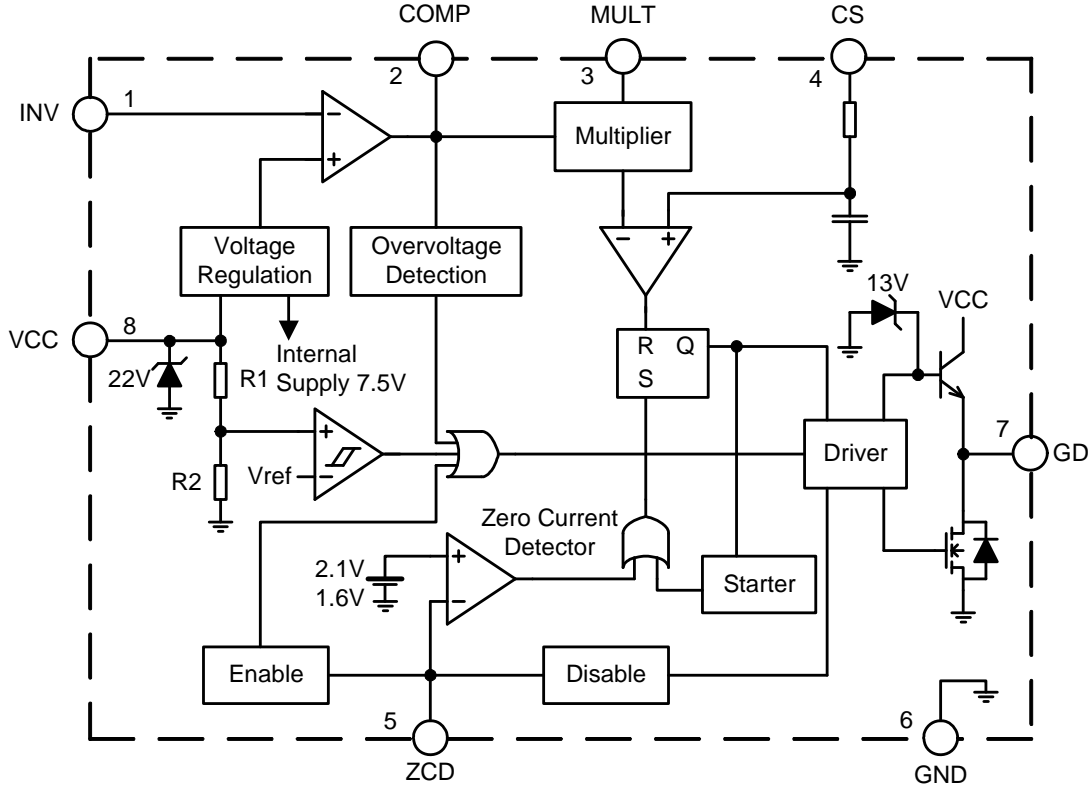 COMP
MULT
CS
2
3
4
INV
1
−
+
Multiplier
Voltage
Regulation
Overvoltage
Detection
−
+
13V
VCC
VCC
8
22V
R1
Internal
Supply 7.5V
R
Q
S
R2
+
Vref
−
Driver
7
GD
Zero Current
Detector
2.1V
1.6V
+
−
Starter
Enable
Disable
5
ZCD
6
GND